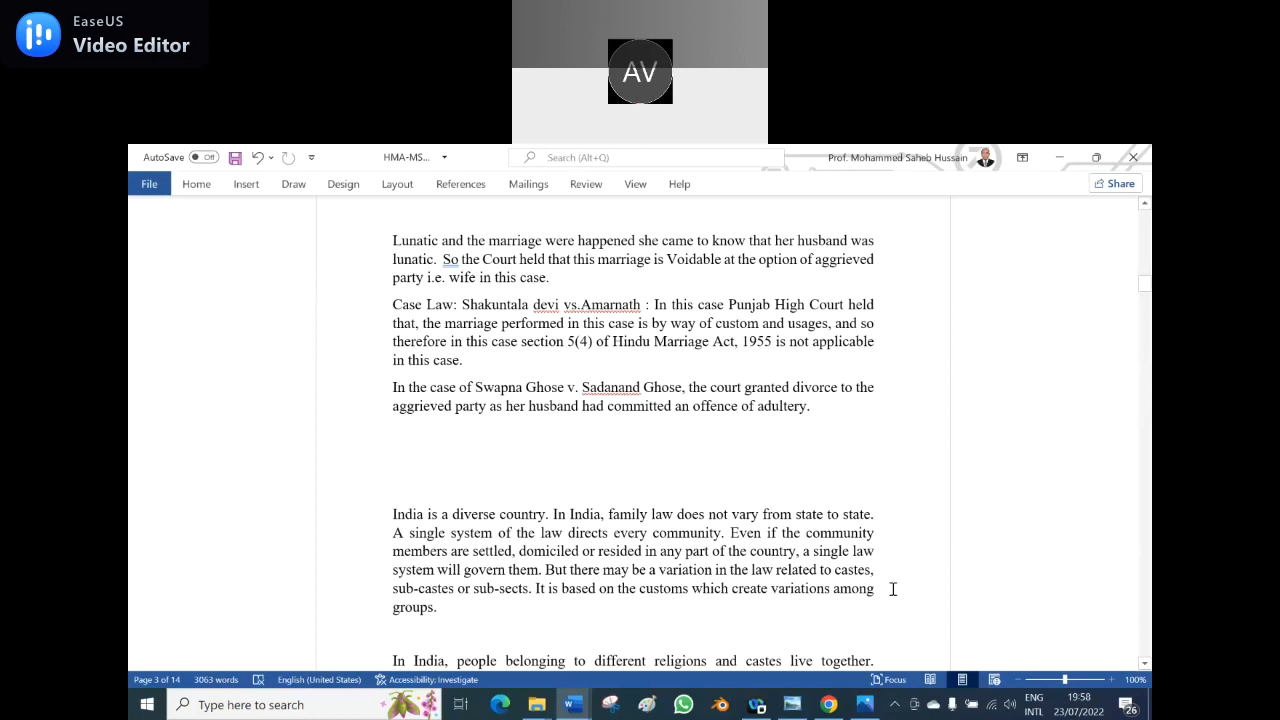 EaseUS
Video Editor
AV
AutoSave Off HMA-MS... Search (Alt+Q) Prof. Mohammed Saheb Hussain
File Home Insert Draw Design Layout References Mailings Review View Help Share
Lunatic and the marriage were happened she came to know that her husband was
lunatic. So the Court held that this marriage is Voidable at the option of aggrieved
party i.e. wife in this case.
Case Law: Shakuntala devi vs.Amarnath : In this case Punjab High Court held
that, the marriage performed in this case is by way of custom and usages, and so
therefore in this case section 5(4) of Hindu Marriage Act, 1955 is not applicable
in this case.
In the case of Swapna Ghose v. Sadanand Ghose, the court granted divorce to the
aggrieved party as her husband had committed an offence of adultery.
India is a diverse country. In India, family law does not vary from state to state.
A single system of the law directs every community. Even if the community
members are settled, domiciled or resided in any part of the country, a single law
system will govern them. But there may be a variation in the law related to castes,
sub-castes or sub-sects. It is based on the customs which create variations among
groups.
In India, people belonging to different religions and castes live together.
Page 3 of 14 3063 words English (United States) Accessibility: Investigate Focus 100%
Type here to search ENG 19:58
INTL 23/07/2022 26